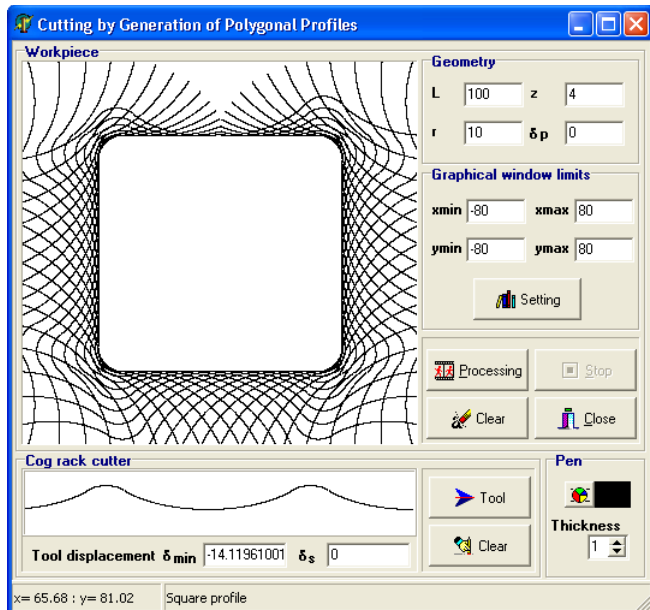 Cutting by Generation of Polygonal Profiles
Workpiece
Geometry
L 100 z 4
r 10 δp 0
Graphical window limits
xmin -80 xmax 80
ymin -80 ymax 80
Setting
Processing Stop
Clear Close
Cog rack cutter
Tool displacement δmin -14.11961001 δs 0
Tool
Clear
Pen
Thickness
1
x= 65.68 : y= 81.02 Square profile